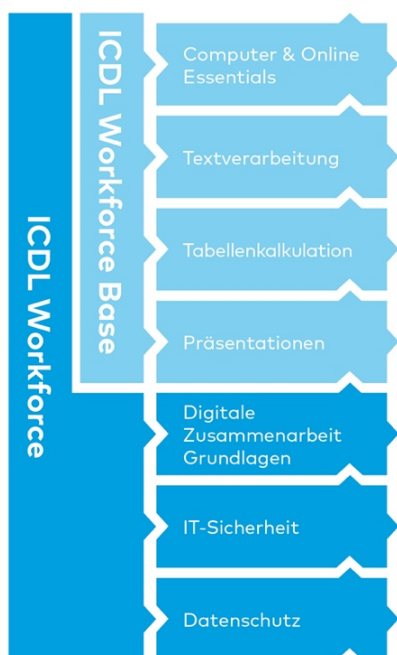 ICDL Workforce
ICDL Workforce Base
Computer & Online
Essentials
Textverarbeitung
Tabellenkalkulation
Präsentationen
Digitale
Zusammenarbeit
Grundlagen
IT-Sicherheit
Datenschutz